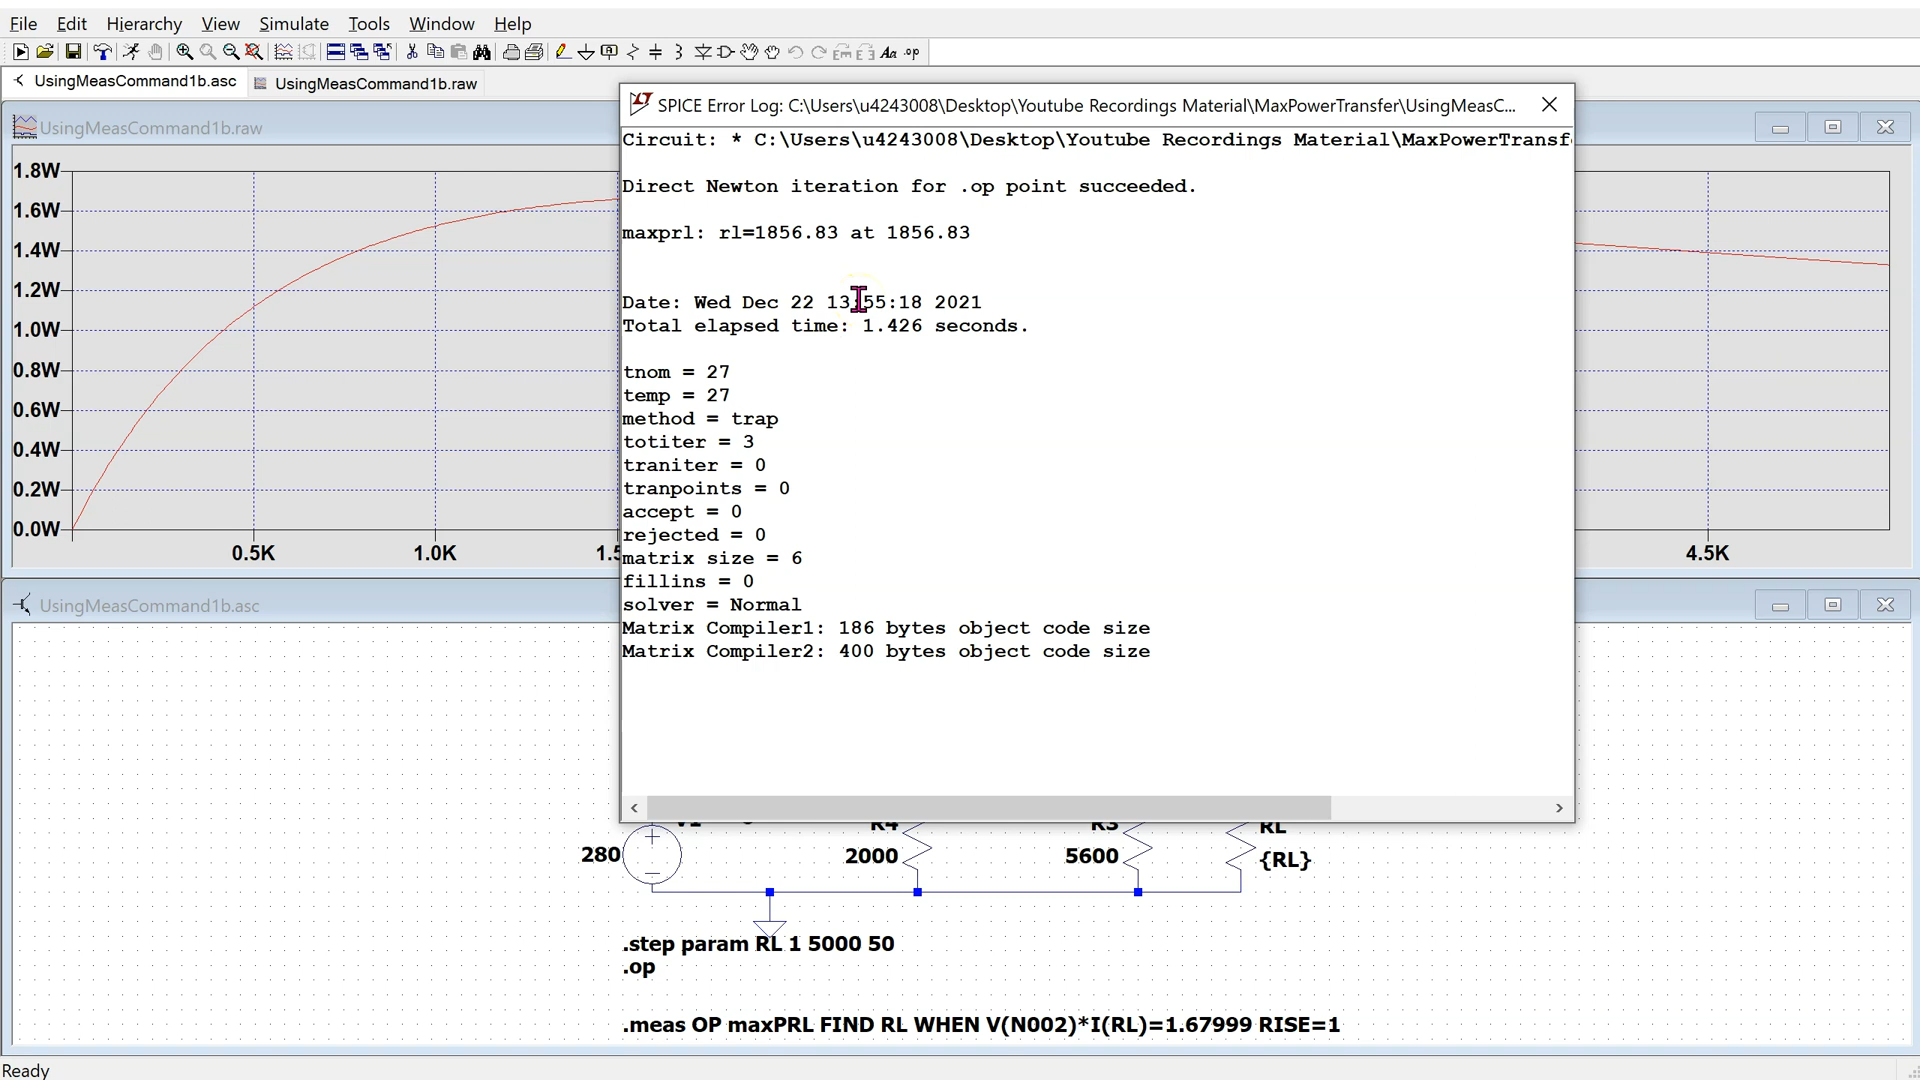 File Edit Hierarchy View Simulate Tools Window Help
UsingMeasCommand1b.asc UsingMeasCommand1b.raw
SPICE Error Log: C:\Users\u4243008\Desktop\Youtube Recordings Material\MaxPowerTransfer\UsingMeasC...
UsingMeasCommand1b.raw
1.8W
1.6W
1.4W
1.2W
1.0W
0.8W
0.6W
0.4W
0.2W
0.0W
0.5K 1.0K 1.5 4.5K
Circuit: * C:\Users\u4243008\Desktop\Youtube Recordings Material\MaxPowerTransf
Direct Newton iteration for .op point succeeded.
maxprl: rl=1856.83 at 1856.83
Date: Wed Dec 22 13:55:18 2021
Total elapsed time: 1.426 seconds.
tnom = 27
temp = 27
method = trap
totiter = 3
traniter = 0
tranpoints = 0
accept = 0
rejected = 0
matrix size = 6
fillins = 0
solver = Normal
Matrix Compiler1: 186 bytes object code size
Matrix Compiler2: 400 bytes object code size
UsingMeasCommand1b.asc
V1 R4 R3 RL
280 2000 5600 {RL}
.step param RL 1 5000 50
.op
.meas OP maxPRL FIND RL WHEN V(N002)*I(RL)=1.67999 RISE=1
Ready